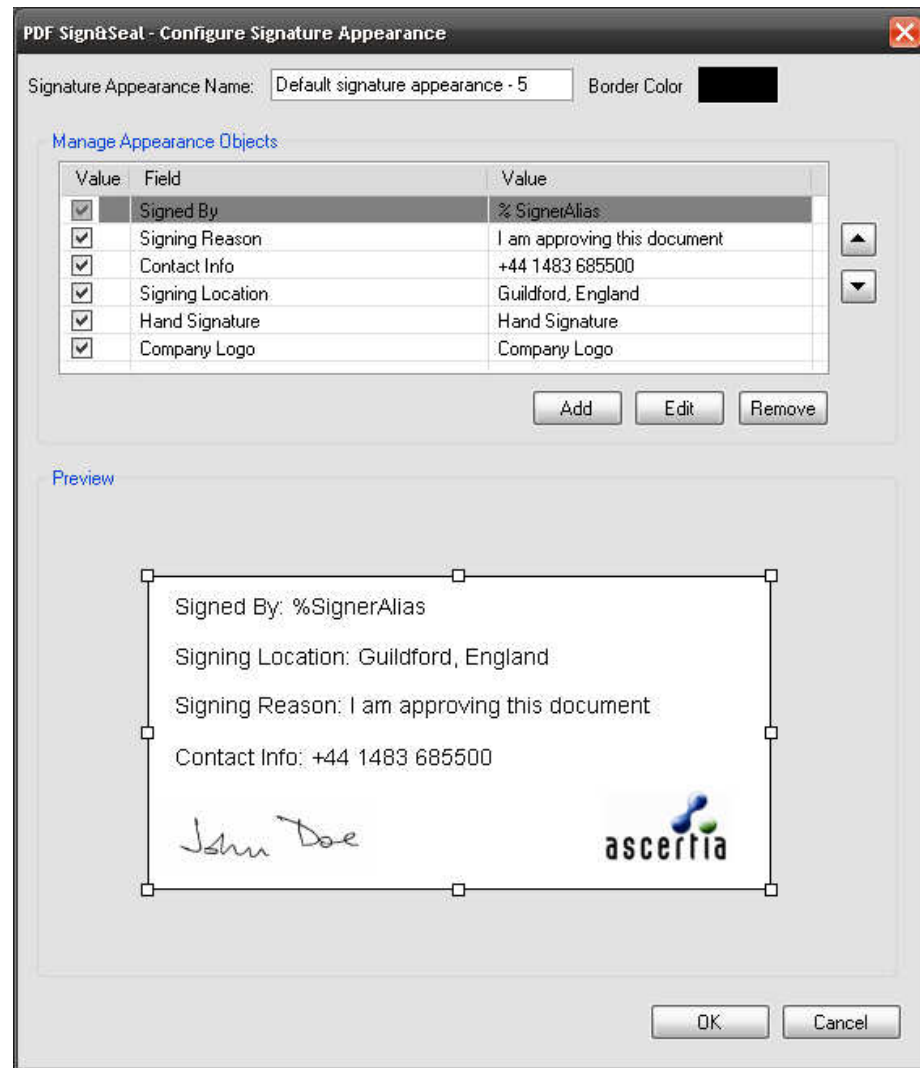 PDF Sign&Seal - Configure Signature Appearance
Signature Appearance Name: Default signature appearance - 5 Border Color
Manage Appearance Objects
Value Field Value
Signed By % SignerAlias
Signing Reason I am approving this document
Contact Info +44 1483 685500
Signing Location Guildford, England
Hand Signature Hand Signature
Company Logo Company Logo
Add Edit Remove
Preview
Signed By: %SignerAlias
Signing Location: Guildford, England
Signing Reason: I am approving this document
Contact Info: +44 1483 685500
John Doe ascertia
OK Cancel